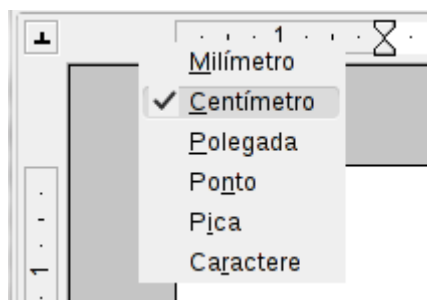 1
Milímetro
Centímetro
Polegada
Ponto
Pica
Caractere
1